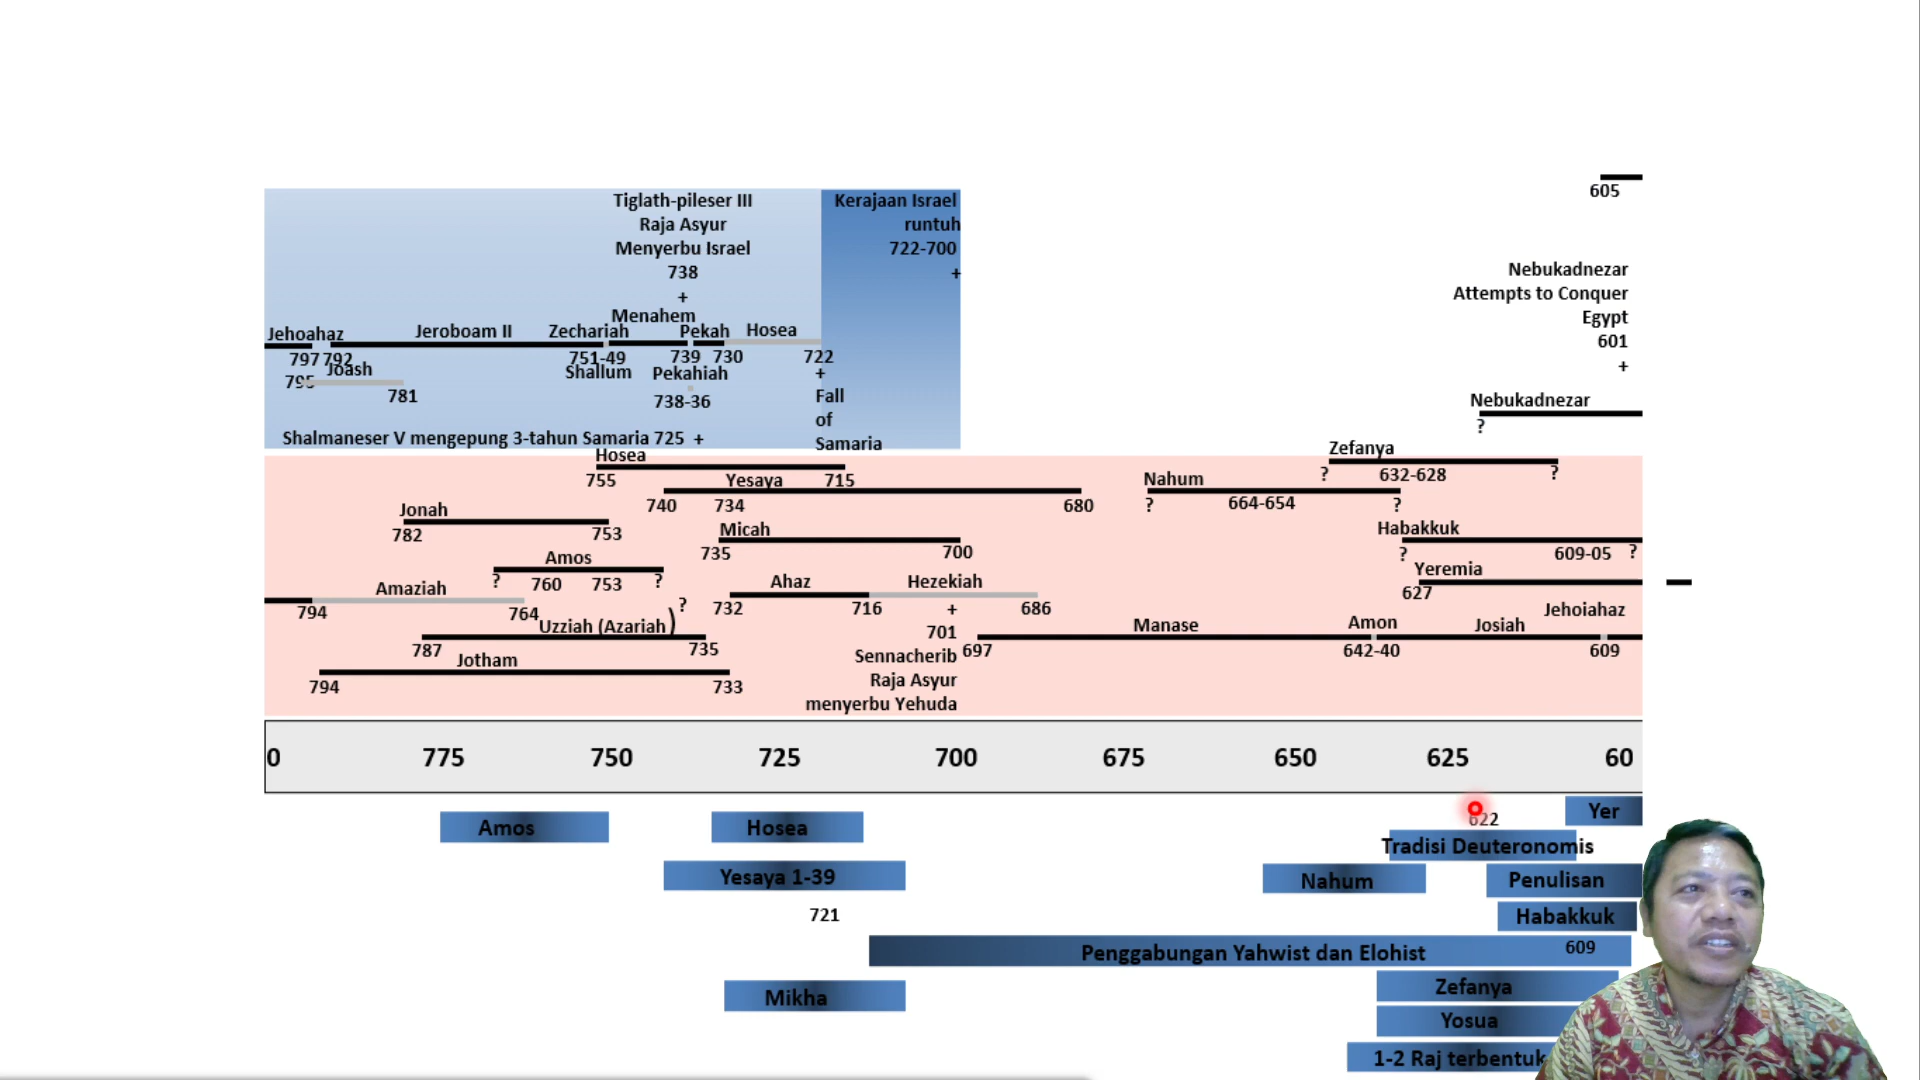 605
Tiglath-pileser III
Raja Asyur
Menyerbu Israel
738
+
Kerajaan Israel
runtuh
722-700
+
Nebukadnezar
Attempts to Conquer
Egypt
601
+
Jehoahaz
Jeroboam II
Zechariah
Menahem
Pekah
Hosea
797
792
751-49
739
730
722
Joash
795
781
Shallum
Pekahiah
738-36
+
Fall
of
Samaria
Shalmaneser V mengepung 3-tahun Samaria 725 +
Nebukadnezar
?
Hosea
755
715
Yesaya
740
734
680
Zefanya
?
632-628
?
Nahum
?
664-654
?
Jonah
782
753
Micah
735
700
Habakkuk
?
609-05
?
Amos
?
760
753
?
Yeremia
627
Amaziah
794
764
Ahaz
732
716
Hezekiah
+
686
?
Uzziah (Azariah)
787
735
701
Sennacherib
Raja Asyur
menyerbu Yehuda
697
Manase
Amon
642-40
Josiah
Jehoiahaz
609
Jotham
794
733
0 775 750 725 700 675 650 625 60
Amos
Hosea
622
Yer
Tradisi Deuteronomis
Yesaya 1-39
Nahum
Penulisan
721
Habakkuk
Penggabungan Yahwist dan Elohist
609
Mikha
Zefanya
Yosua
1-2 Raj terbentuk